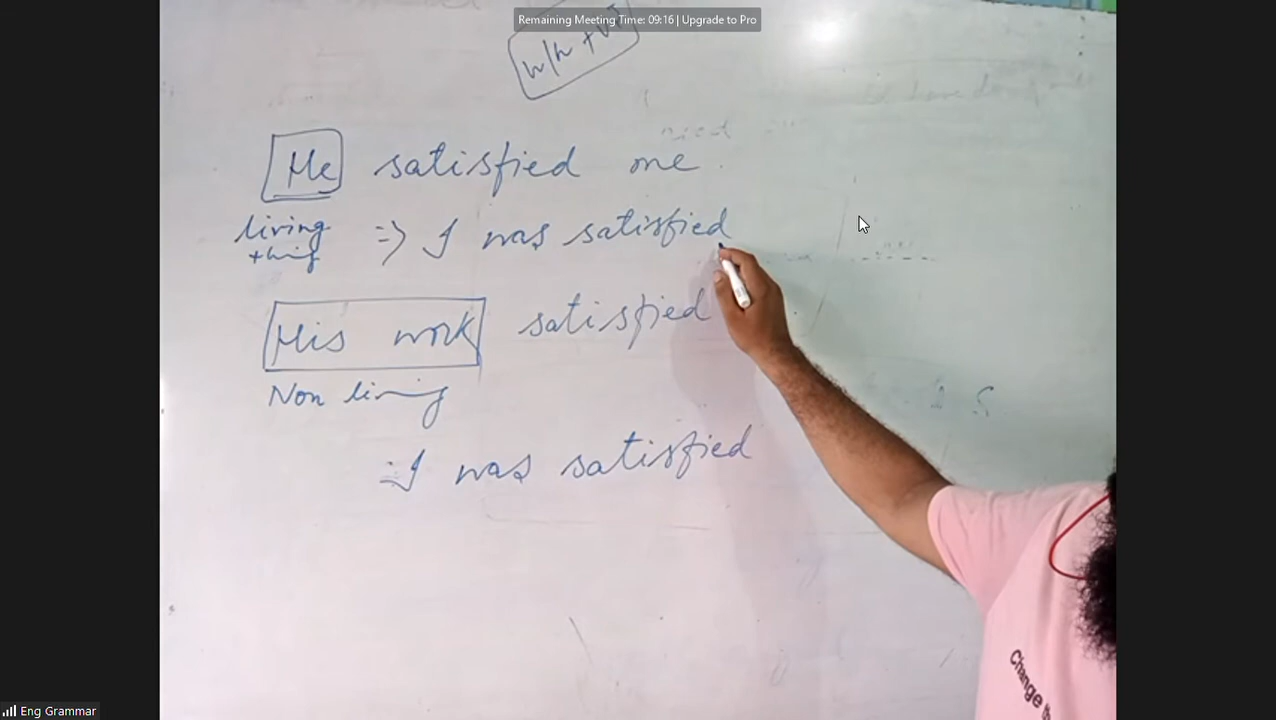 Remaining Meeting Time: 09:16 | Upgrade to Pro
He satisfied me
living
thing
=> I was satisfied
His work satisfied
Non living
I was satisfied
Change
Eng Grammar